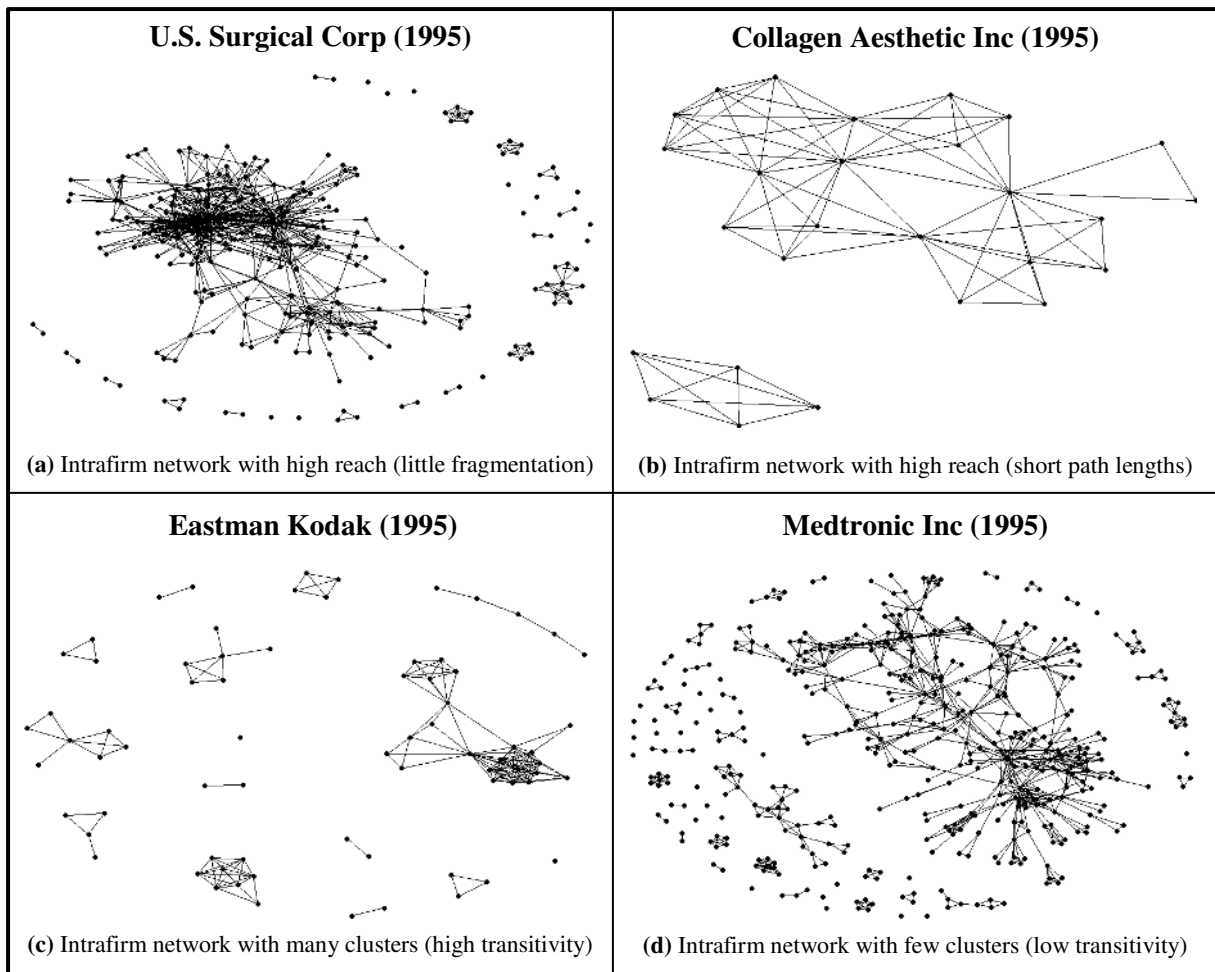 U.S. Surgical Corp (1995)
Collagen Aesthetic Inc (1995)
(a) Intrafirm network with high reach (little fragmentation)
(b) Intrafirm network with high reach (short path lengths)
Eastman Kodak (1995)
Medtronic Inc (1995)
(c) Intrafirm network with many clusters (high transitivity)
(d) Intrafirm network with few clusters (low transitivity)